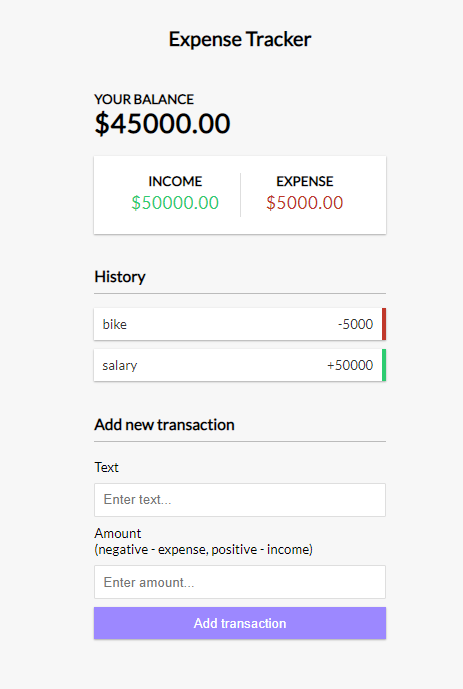 Expense Tracker
YOUR BALANCE
$45000.00
INCOME EXPENSE
$50000.00 $5000.00
History
bike -5000
salary +50000
Add new transaction
Text
Enter text...
Amount
(negative - expense, positive - income)
Enter amount...
Add transaction